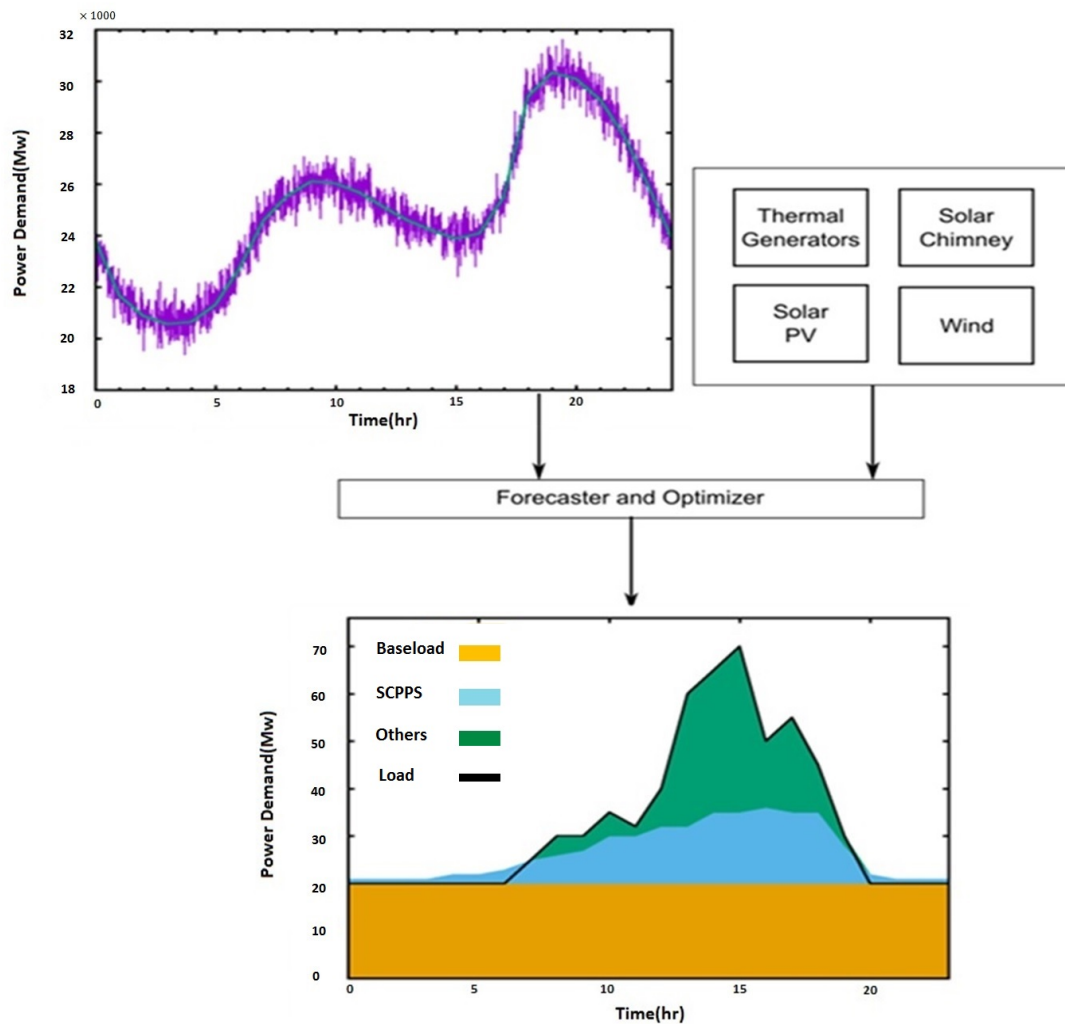 × 1000
32
30
28
26
24
22
20
18
Power Demand(Mw)
0 5 10 15 20
Time(hr)
Thermal
Generators
Solar
Chimney
Solar
PV
Wind
Forecaster and Optimizer
70
60
50
40
30
20
10
0
Power Demand(Mw)
Baseload
SCPPS
Others
Load
0 5 10 15 20
Time(hr)